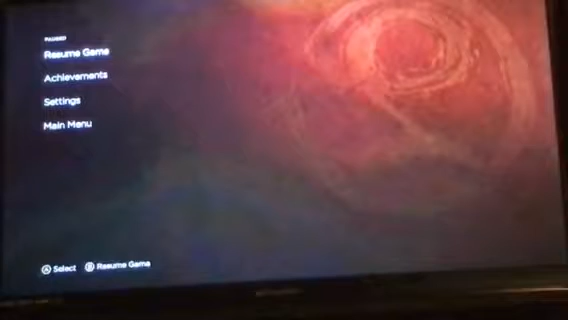 PAUSED
Resume Game
Achievements
Settings
Main Menu
A Select B Resume Game